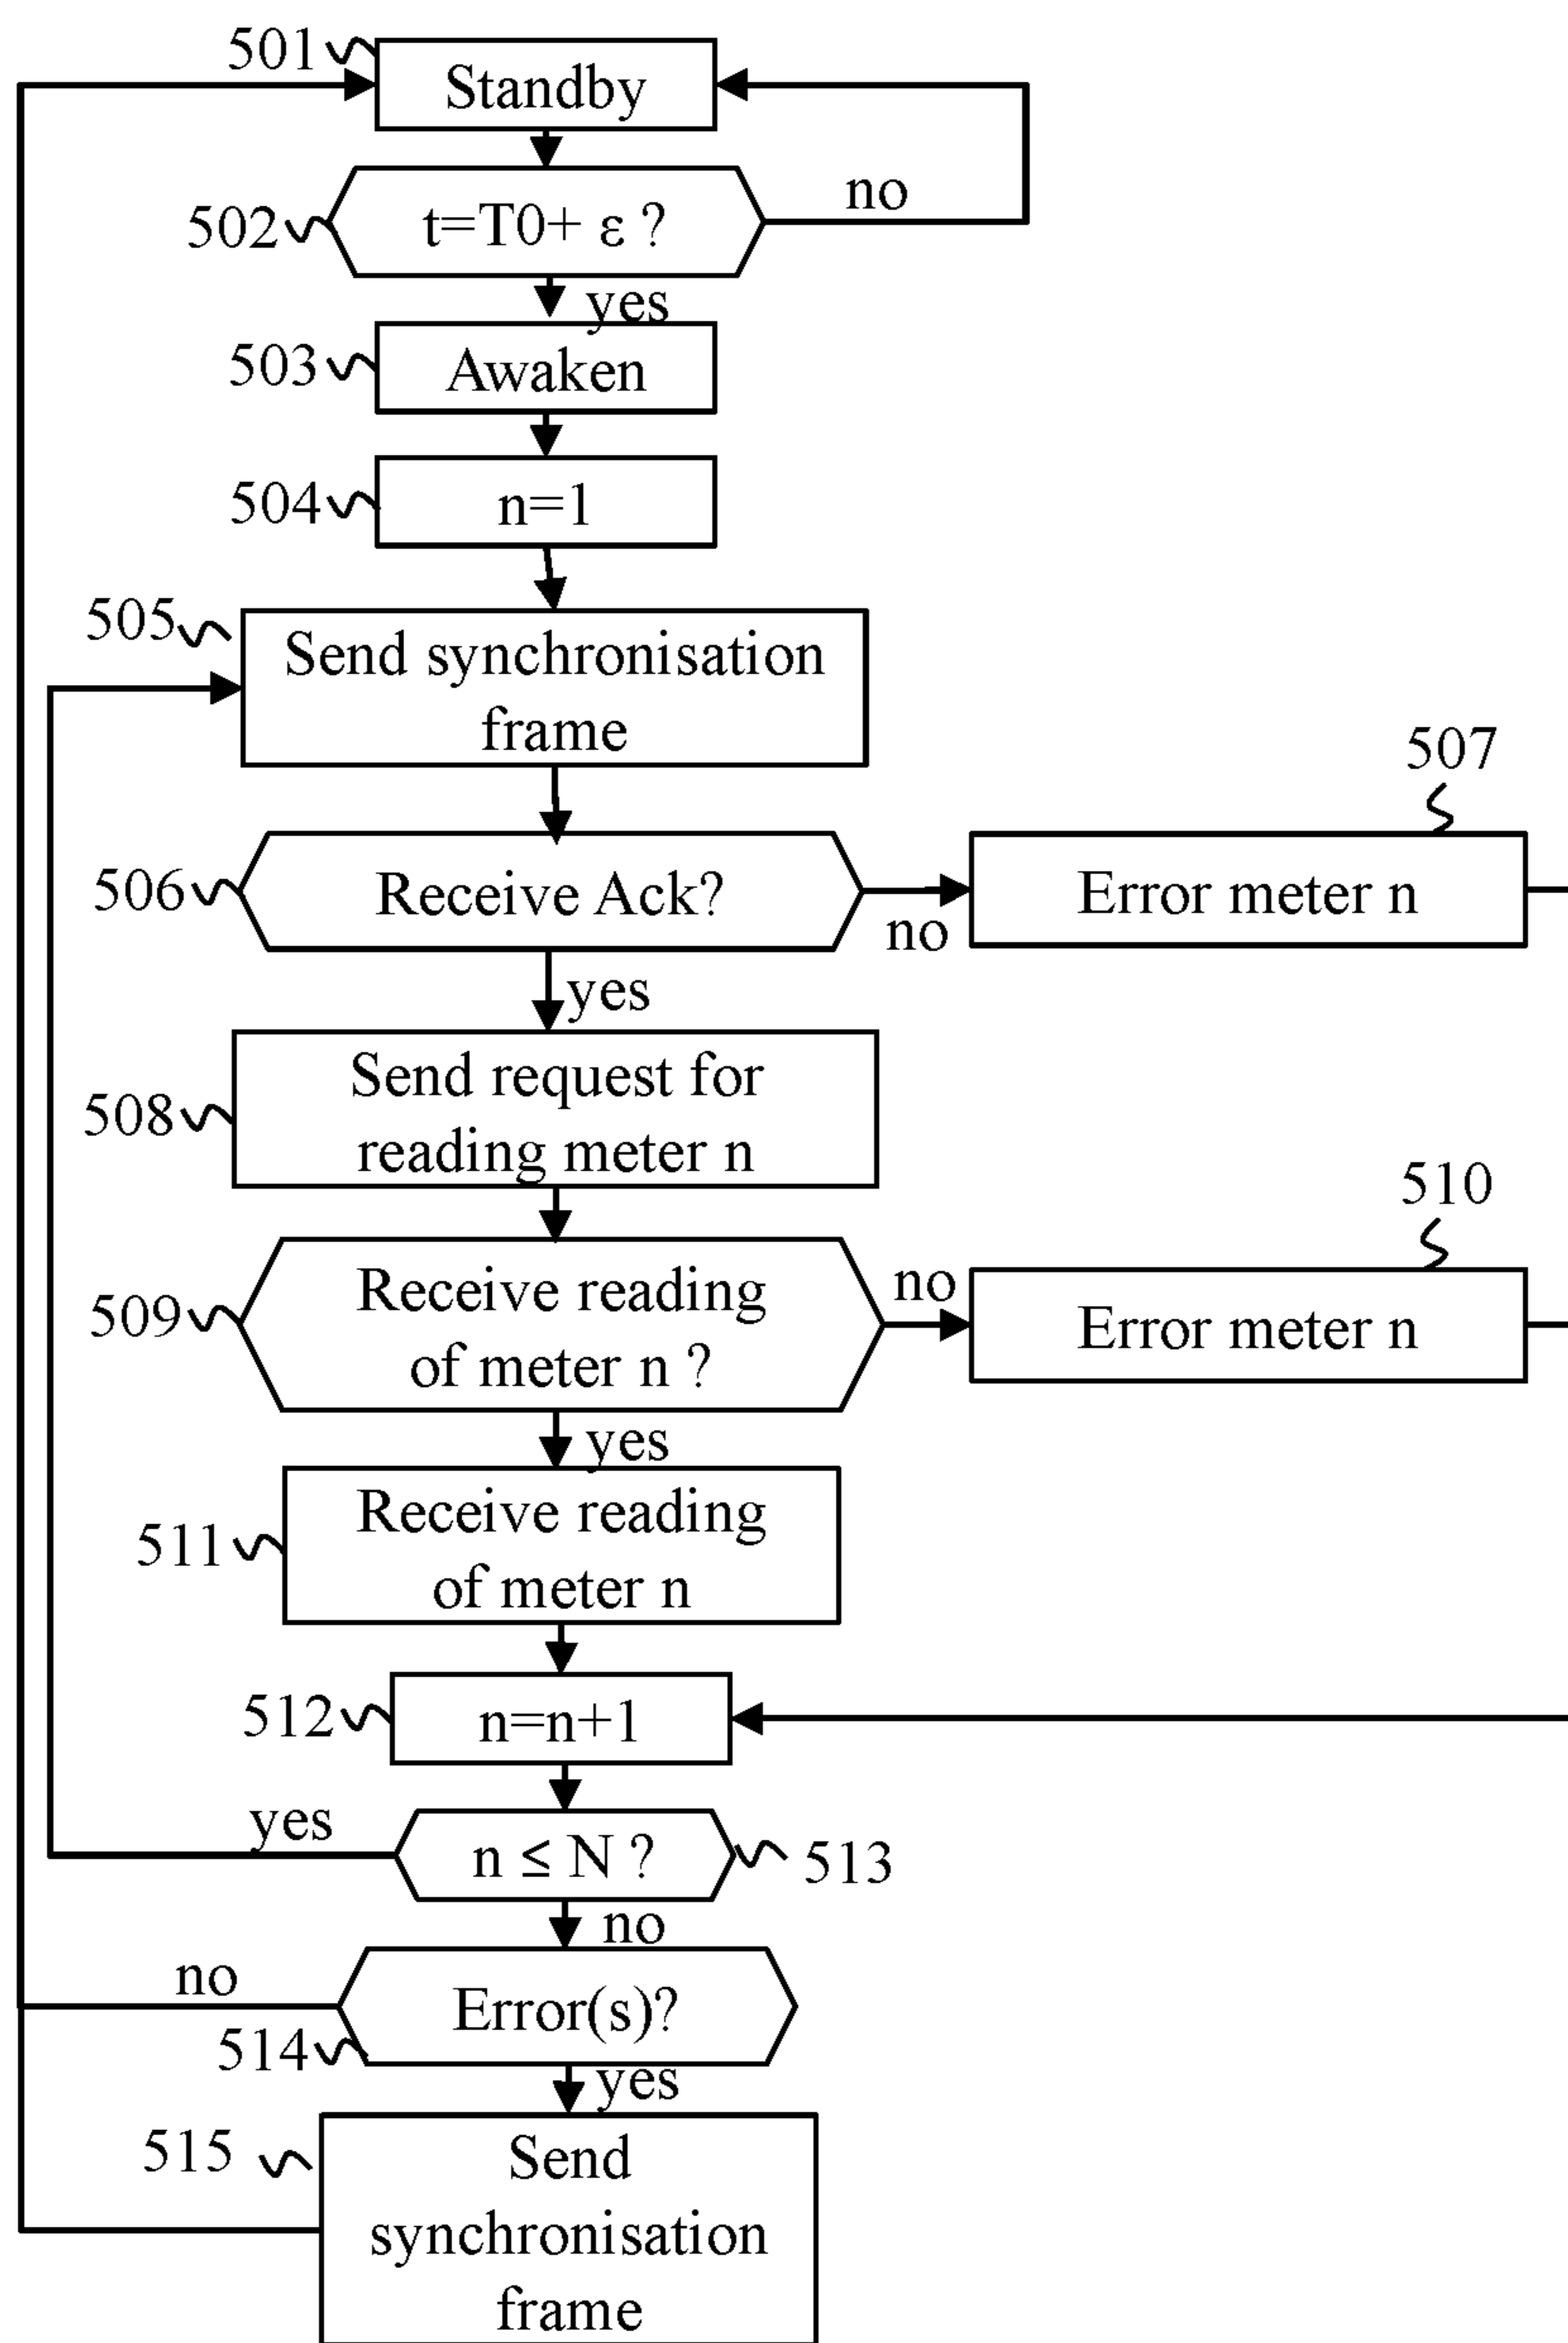 501
Standby
502
t=T0+ ε ?
no
yes
503
Awaken
504
n=1
505
Send synchronisation
frame
506
Receive Ack?
no
507
Error meter n
yes
508
Send request for
reading meter n
509
Receive reading
of meter n ?
no
510
Error meter n
yes
511
Receive reading
of meter n
512
n=n+1
yes
n ≤ N ?
513
no
no
Error(s)?
514
yes
515
Send
synchronisation
frame